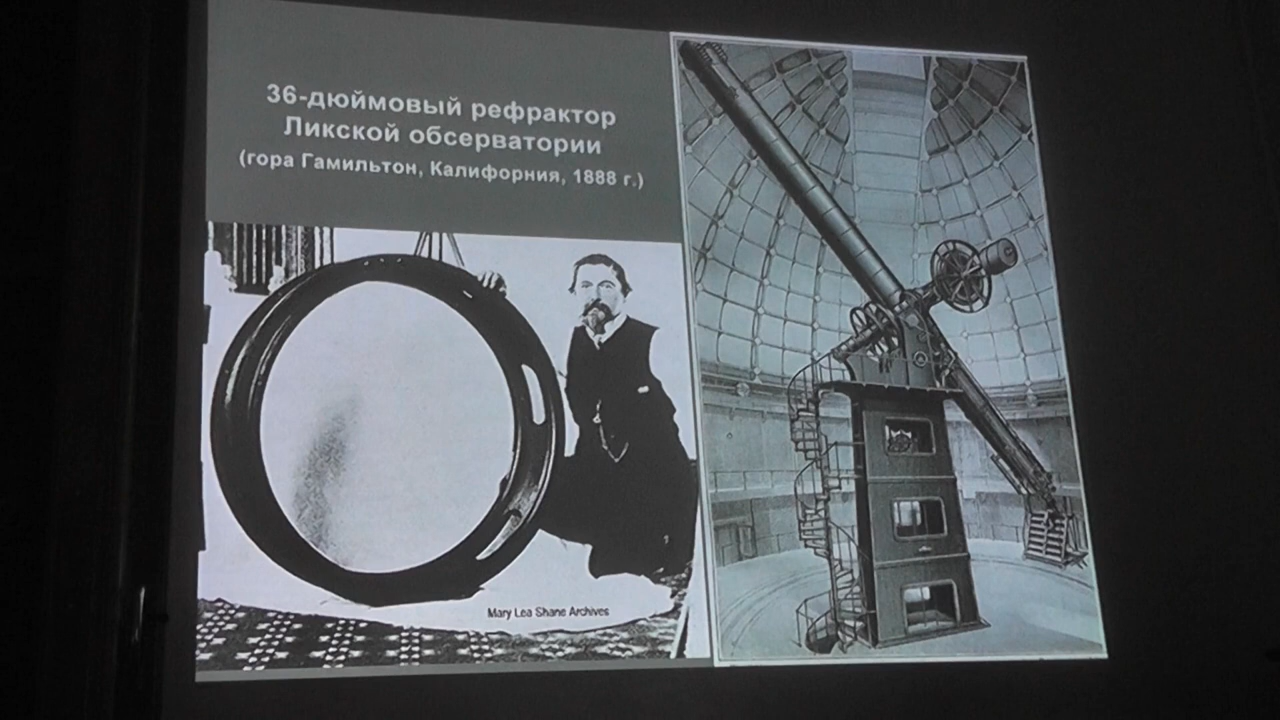 36-дюймовый рефрактор
Ликской обсерватории
(гора Гамильтон, Калифорния, 1888 г.)
Mary Lea Shane Archives